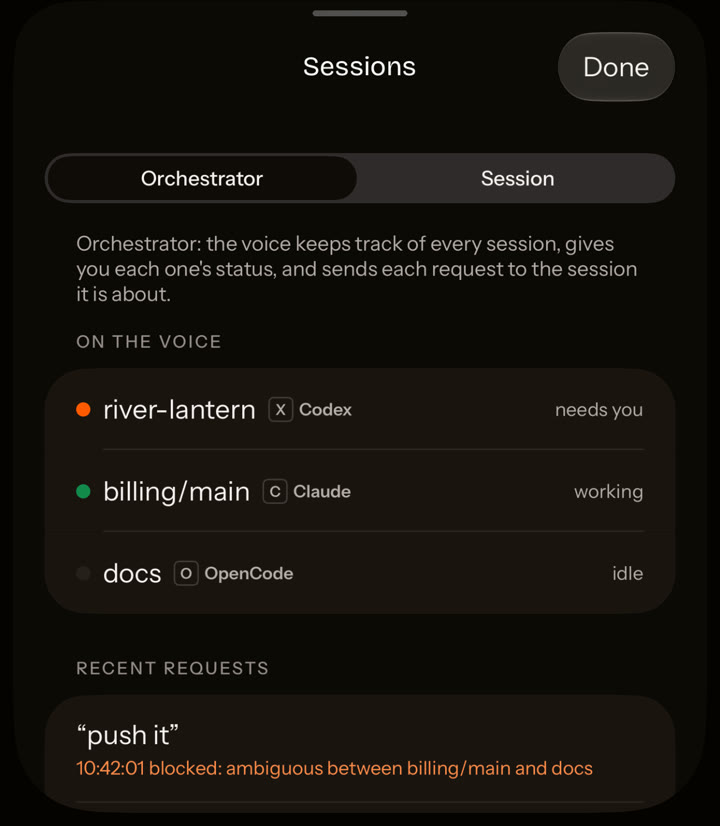 Sessions
Done
Orchestrator
Session
Orchestrator: the voice keeps track of every session, gives
you each one's status, and sends each request to the session
it is about.
ON THE VOICE
river-lantern X Codex needs you
billing/main C Claude working
docs O OpenCode idle
RECENT REQUESTS
“push it”
10:42:01 blocked: ambiguous between billing/main and docs